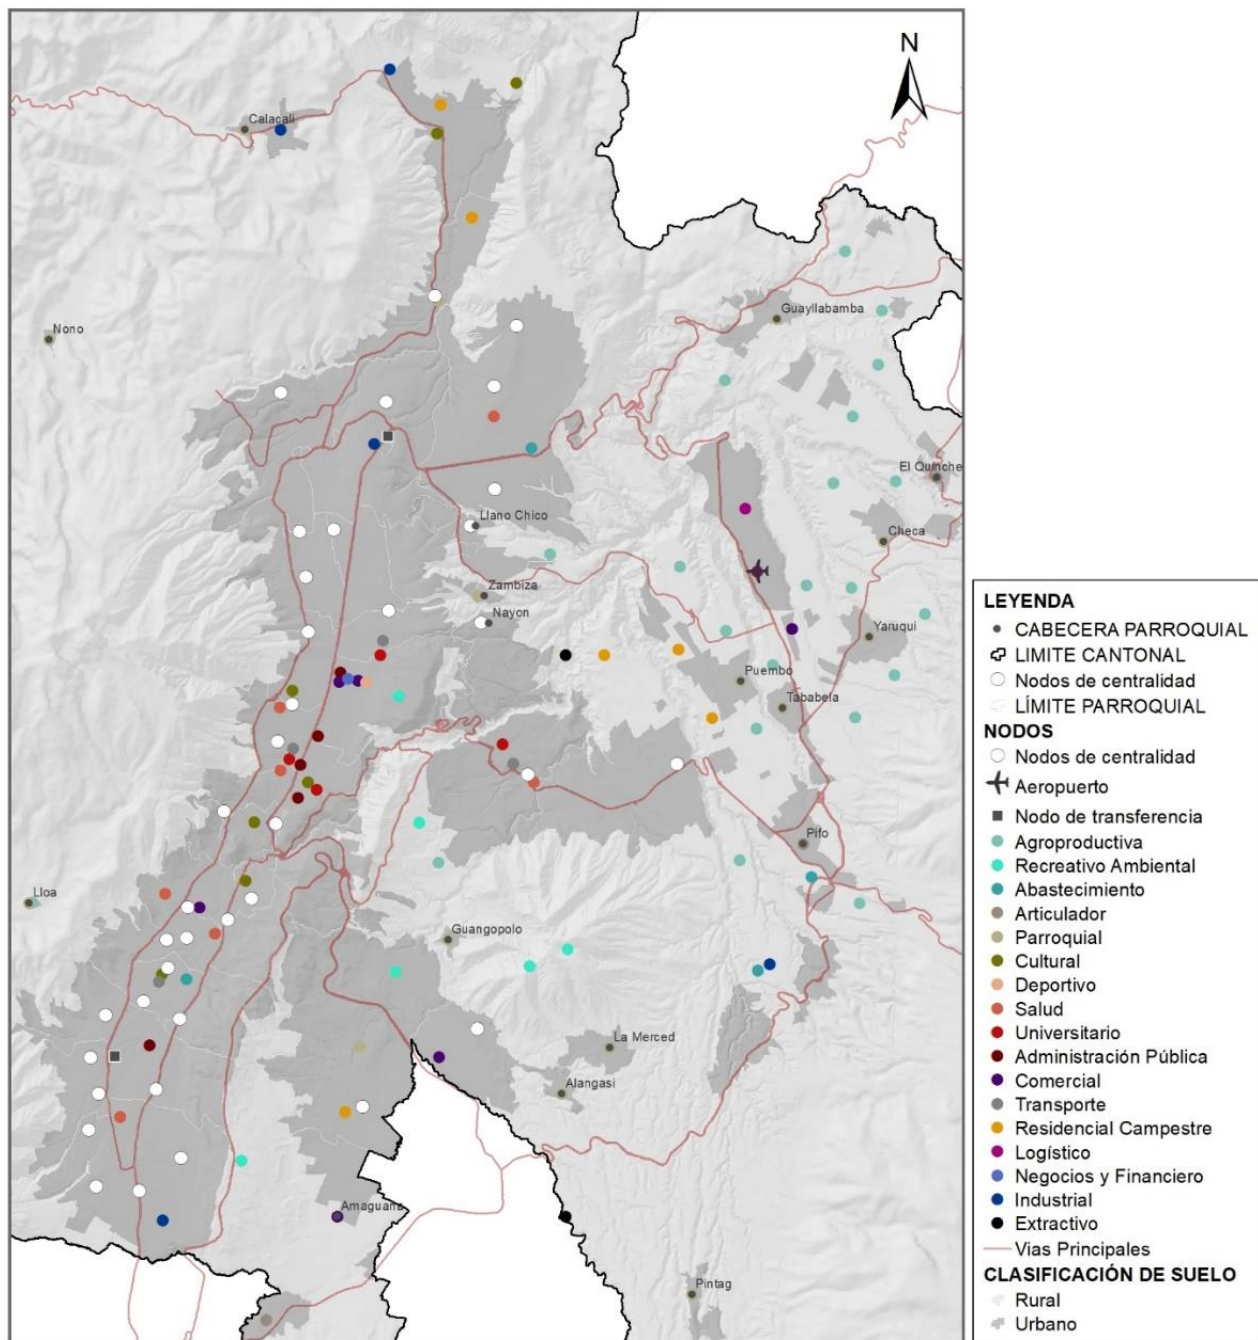 N
Calacalí
Nono
Guayllabamba
El Quinche
Llano Chico
Checa
Zambiza
Nayon
Yaruqui
Puembo
Tababela
Pifo
Lloa
Guangopolo
La Merced
Alangasi
Amaguaña
Pintag
LEYENDA
CABECERA PARROQUIAL
LIMITE CANTONAL
Nodos de centralidad
LÍMITE PARROQUIAL
NODOS
Nodos de centralidad
Aeropuerto
Nodo de transferencia
Agroproductiva
Recreativo Ambiental
Abastecimiento
Articulador
Parroquial
Cultural
Deportivo
Salud
Universitario
Administración Pública
Comercial
Transporte
Residencial Campestre
Logístico
Negocios y Financiero
Industrial
Extractivo
Vias Principales
CLASIFICACIÓN DE SUELO
Rural
Urbano